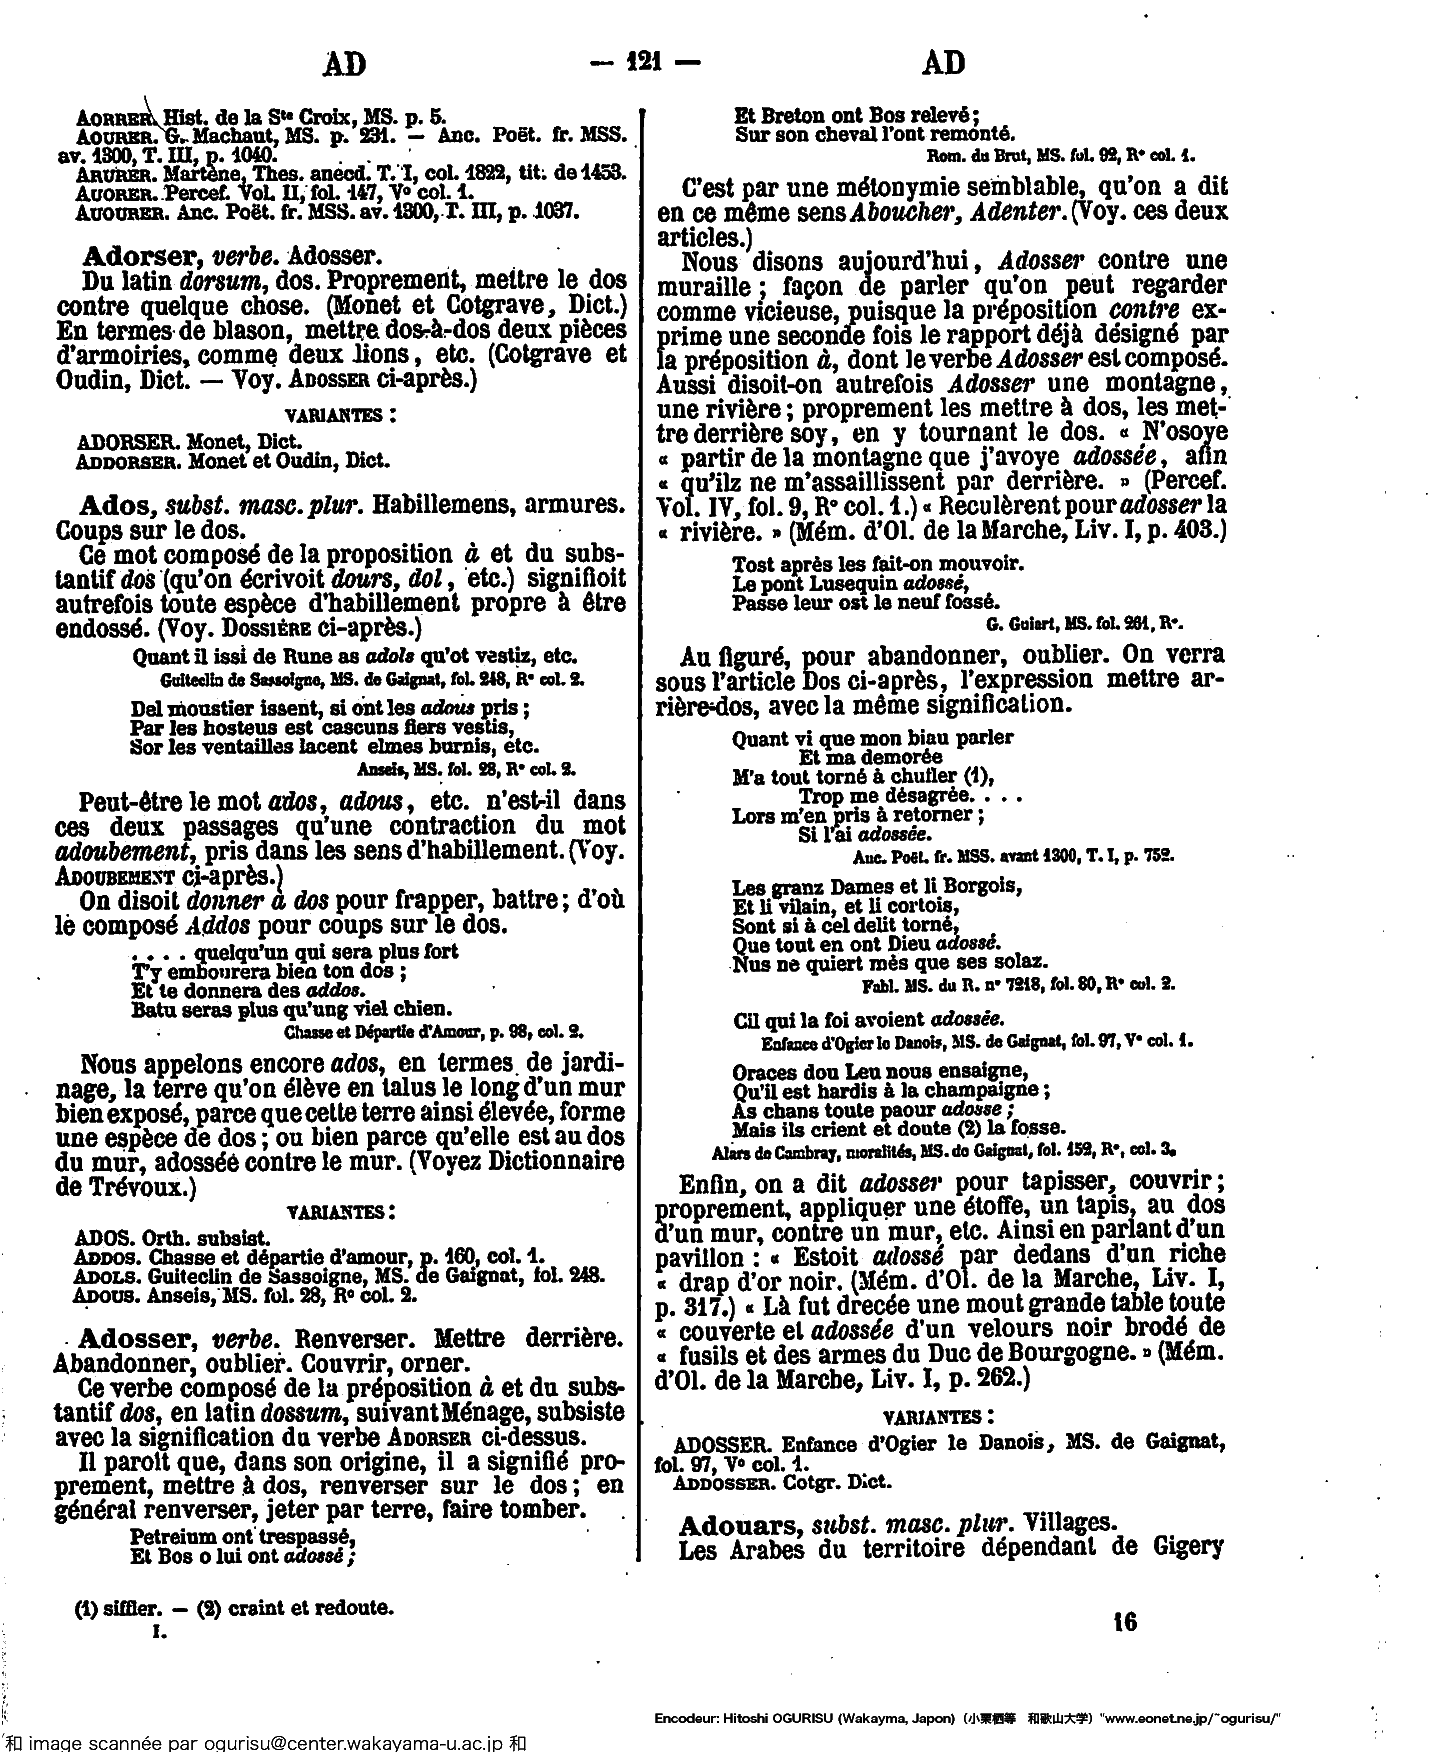 AD — 121 — AD
AORRER. Hist. de la Ste Croix, MS. p. 5.
AOURER. G. Machaut, MS. p. 231. — Anc. Poët. fr. MSS.
av. 1300, T. III, p. 1040.
ARURER. Martène, Thes. anécd. T. I, col. 1822, tit. de 1453.
AUORER. Percef. Vol. II, fol. 147, Vo col. 1.
AUOURER. Anc. Poët. fr. MSS. av. 1300, T. III, p. 1037.
Adorser, verbe. Adosser.
Du latin dorsum, dos. Proprement, mettre le dos
contre quelque chose. (Monet et Cotgrave, Dict.)
En termes de blason, mettre dos-à-dos deux pièces
d'armoiries, comme deux lions, etc. (Cotgrave et
Oudin, Dict. — Voy. ADOSSER ci-après.)
VARIANTES :
ADORSER. Monet, Dict.
ADDORSER. Monet et Oudin, Dict.
Ados, subst. masc. plur. Habillemens, armures.
Coups sur le dos.
Ce mot composé de la proposition à et du subs-
tantif dos (qu'on écrivoit dours, dol, etc.) signifioit
autrefois toute espèce d'habillement propre à être
endossé. (Voy. DOSSIÈRE ci-après.)
Quant il issi de Rune as adols qu'ot vestiz, etc.
Guiteclin de Sassoigne, MS. de Gaignat, fol. 248, Ro col. 2.
Del moustier issent, si ont les adous pris ;
Par les hosteus est cascuns fiers vestis,
Sor les ventailles lacent elmes burnis, etc.
Anseis, MS. fol. 28, Ro col. 2.
Peut-être le mot ados, adous, etc. n'est-il dans
ces deux passages qu'une contraction du mot
adoubement, pris dans les sens d'habillement. (Voy.
ADOUBEMENT ci-après.)
On disoit donner à dos pour frapper, battre ; d'où
le composé Addos pour coups sur le dos.
. . . . quelqu'un qui sera plus fort
T'y embourera bien ton dos ;
Et te donnera des addos.
Batu seras plus qu'ung viel chien.
Chasse et Départie d'Amour, p. 98, col. 2.
Nous appelons encore ados, en termes de jardi-
nage, la terre qu'on élève en talus le long d'un mur
bien exposé, parce que cette terre ainsi élevée, forme
une espèce de dos ; ou bien parce qu'elle est au dos
du mur, adossée contre le mur. (Voyez Dictionnaire
de Trévoux.)
VARIANTES :
ADOS. Orth. subsist.
ADDOS. Chasse et départie d'amour, p. 160, col. 1.
ADOLS. Guiteclin de Sassoigne, MS. de Gaignat, fol. 248.
ADOUS. Anseis, MS. fol. 28, Ro col. 2.
Adosser, verbe. Renverser. Mettre derrière.
Abandonner, oublier. Couvrir, orner.
Ce verbe composé de la préposition à et du subs-
tantif dos, en latin dossum, suivant Ménage, subsiste
avec la signification du verbe ADORSER ci-dessus.
Il paroît que, dans son origine, il a signifié pro-
prement, mettre à dos, renverser sur le dos ; en
général renverser, jeter par terre, faire tomber.
Petreium ont trespassé,
Et Bos o lui ont adossé ;
Et Breton ont Bos relevé ;
Sur son cheval l'ont remonté.
Rom. du Brut, MS. fol. 92, Ro col. 1.
C'est par une métonymie semblable, qu'on a dit
en ce même sens Aboucher, Adenter. (Voy. ces deux
articles.)
Nous disons aujourd'hui, Adosser contre une
muraille ; façon de parler qu'on peut regarder
comme vicieuse, puisque la préposition contre ex-
prime une seconde fois le rapport déjà désigné par
la préposition à, dont le verbe Adosser est composé.
Aussi disoit-on autrefois Adosser une montagne,
une rivière ; proprement les mettre à dos, les met-
tre derrière soy, en y tournant le dos. « N'osoye
« partir de la montagne que j'avoye adossée, afin
« qu'ilz ne m'assaillissent par derrière. » (Percef.
Vol. IV, fol. 9, Ro col. 1.) « Reculèrent pour adosser la
« rivière. » (Mém. d'Ol. de la Marche, Liv. I, p. 403.)
Tost après les fait-on mouvoir.
Le pont Lusequin adossé,
Passe leur ost le neuf fossé.
G. Guiart, MS. fol. 261, Ro.
Au figuré, pour abandonner, oublier. On verra
sous l'article Dos ci-après, l'expression mettre ar-
rière-dos, avec la même signification.
Quant vi que mon biau parler
Et ma demorée
M'a tout torné à chufler (1),
Trop me désagrée. . . .
Lors m'en pris à retorner ;
Si l'ai adossée.
Anc. Poët. fr. MSS. avant 1300, T. I, p. 752.
Les granz Dames et li Borgois,
Et li vilain, et li cortois,
Sont si à cel delit torné,
Que tout en ont Dieu adossé.
Nus ne quiert mès que ses solaz.
Fabl. MS. du R. no 7218, fol. 80, Ro col. 2.
Cil qui la foi avoient adossée.
Enfance d'Ogier le Danois, MS. de Gaignat, fol. 97, Vo col. 1.
Oraces dou Leu nous ensaigne,
Qu'il est hardis à la champaigne ;
As chans toute paour adosse ;
Mais ils crient et doute (2) la fosse.
Alars de Cambray, moralités, MS. de Gaignat, fol. 152, Ro, col. 3.
Enfin, on a dit adosser pour tapisser, couvrir ;
proprement, appliquer une étoffe, un tapis, au dos
d'un mur, contre un mur, etc. Ainsi en parlant d'un
pavillon : « Estoit adossé par dedans d'un riche
« drap d'or noir. (Mém. d'Ol. de la Marche, Liv. I,
p. 317.) « Là fut drecée une mout grande table toute
« couverte et adossée d'un velours noir brodé de
« fusils et des armes du Duc de Bourgogne. » (Mém.
d'Ol. de la Marche, Liv. I, p. 262.)
VARIANTES :
ADOSSER. Enfance d'Ogier le Danois, MS. de Gaignat,
fol. 97, Vo col. 1.
ADDOSSER. Cotgr. Dict.
Adouars, subst. masc. plur. Villages.
Les Arabes du territoire dépendant de Gigery
(1) siffler. — (2) craint et redoute.
I.
16
Encodeur: Hitoshi OGURISU (Wakayma, Japon) (小栗栖等 和歌山大学) "www.eonet.ne.jp/~ogurisu/"
和 image scannée par ogurisu@center.wakayama-u.ac.jp 和